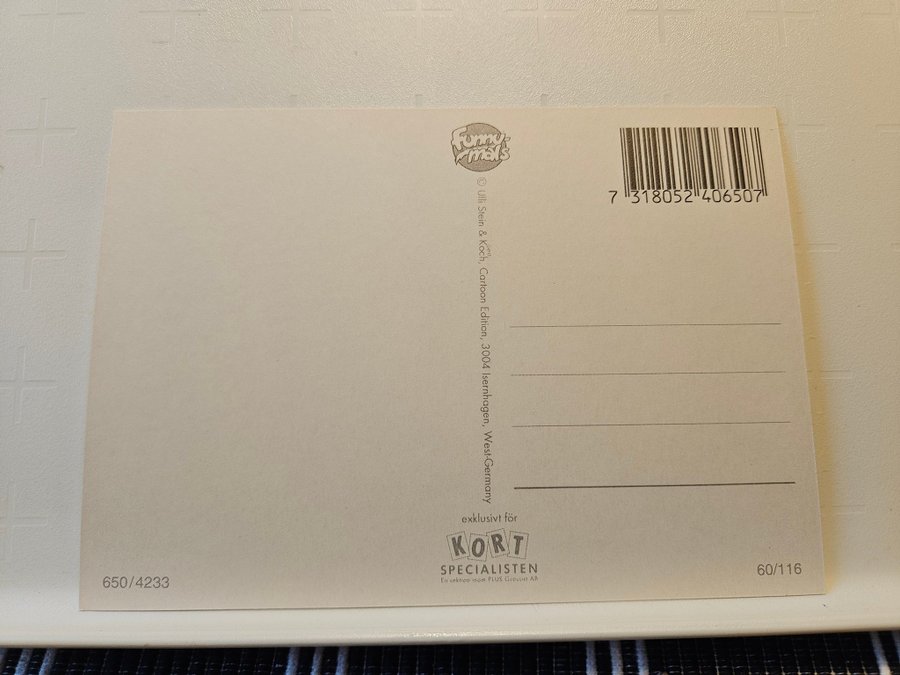 Funny-
mals
7 318052 406507
© Ulli Stein & Koch, Cartoon Edition, 3004 Isernhagen, West-Germany
exklusivt för
KORT
SPECIALISTEN
650/4233
60/116